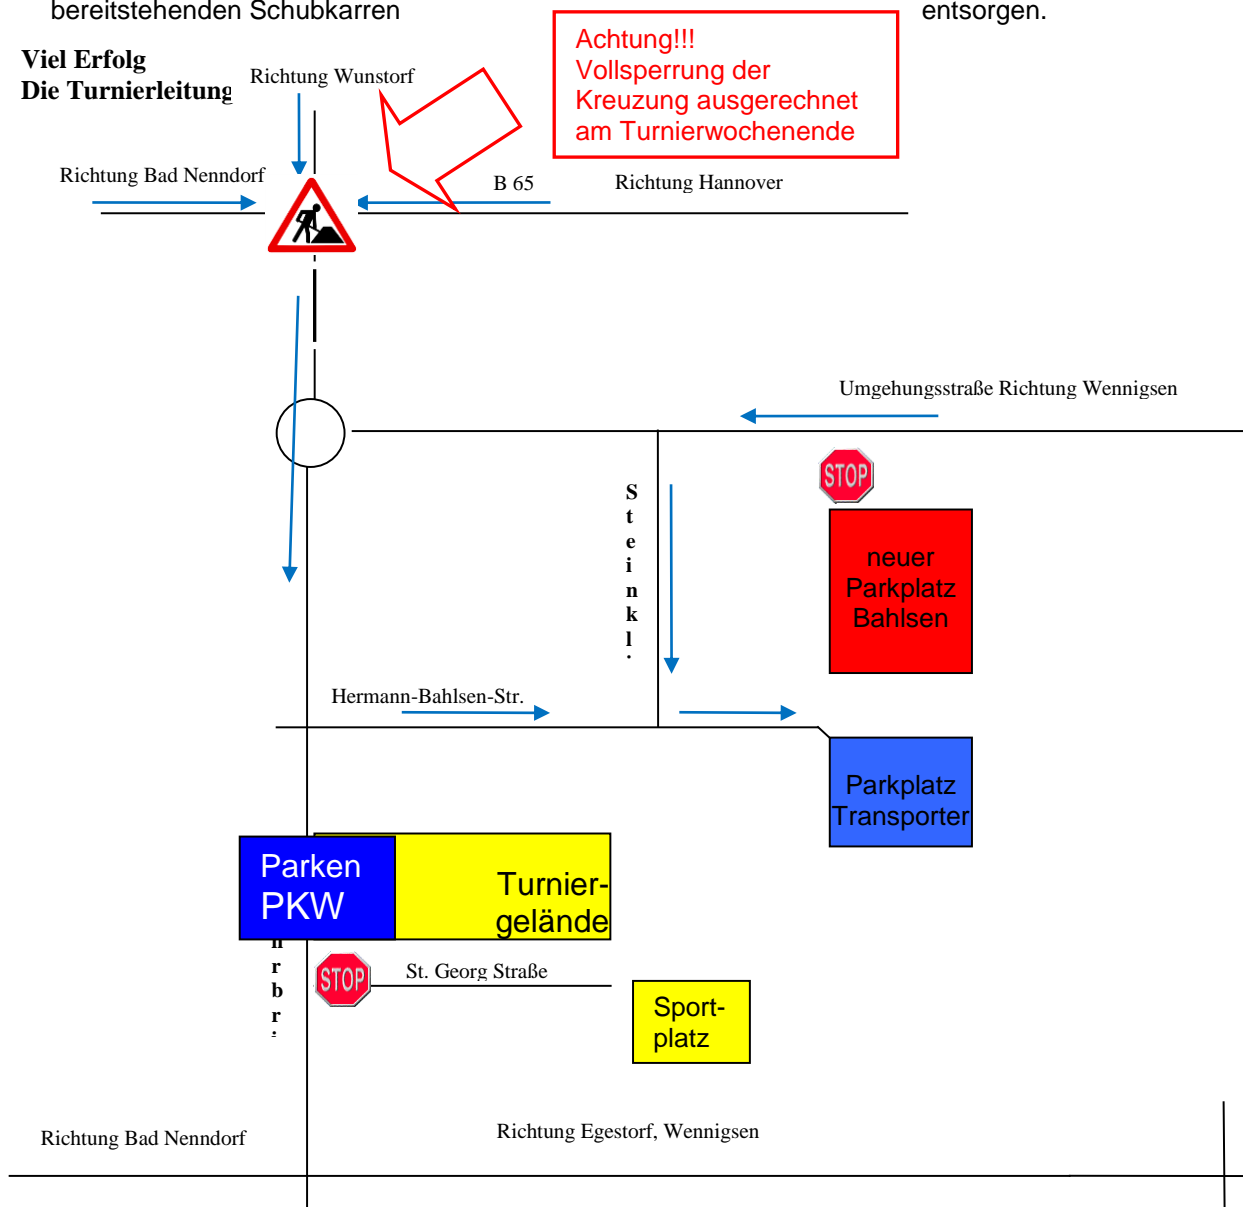 bereitstehenden Schubkarren entsorgen.
Viel Erfolg
Die Turnierleitung
Richtung Wunstorf
Achtung!!!
Vollsperrung der
Kreuzung ausgerechnet
am Turnierwochenende
Richtung Bad Nenndorf
B 65
Richtung Hannover
Umgehungsstraße Richtung Wennigsen
STOP
S
t
e
i
n
k
l
neuer
Parkplatz
Bahlsen
Hermann-Bahlsen-Str.
Parkplatz
Transporter
Parken
PKW
Turnier-
gelände
n
r
b
r
STOP
St. Georg Straße
Sport-
platz
Richtung Bad Nenndorf
Richtung Egestorf, Wennigsen